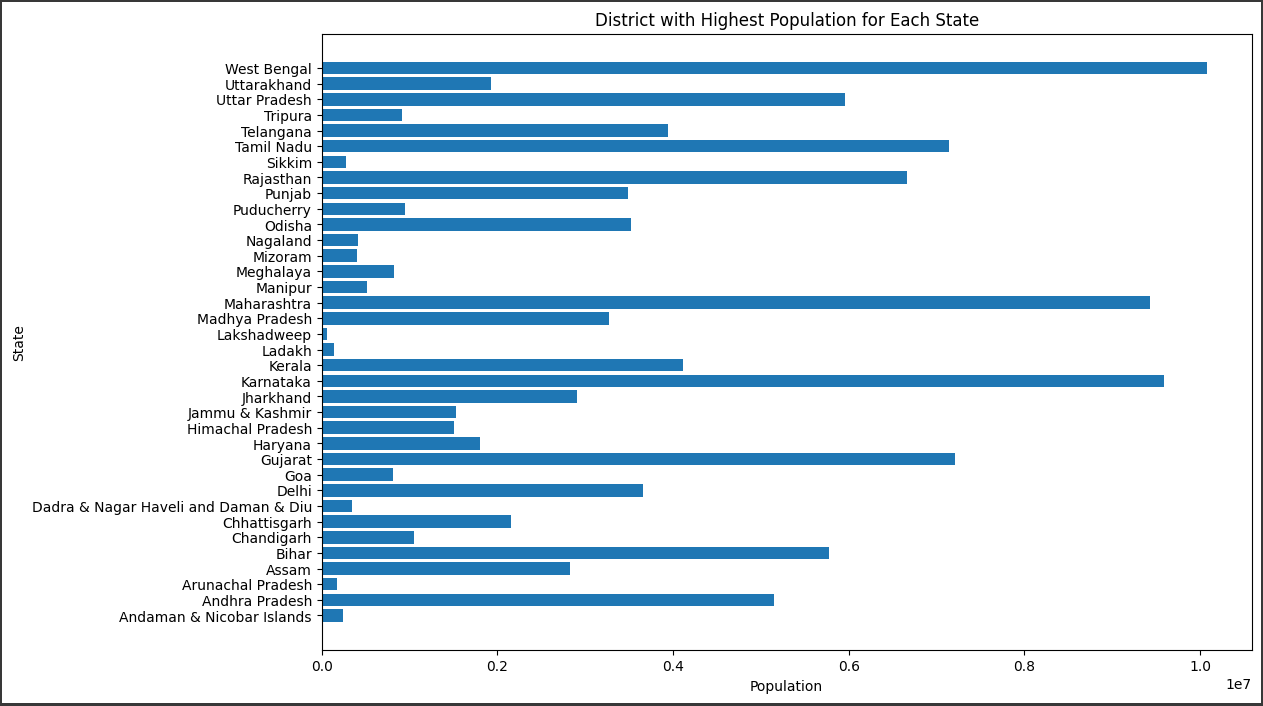 District with Highest Population for Each State
State
West Bengal
Uttarakhand
Uttar Pradesh
Tripura
Telangana
Tamil Nadu
Sikkim
Rajasthan
Punjab
Puducherry
Odisha
Nagaland
Mizoram
Meghalaya
Manipur
Maharashtra
Madhya Pradesh
Lakshadweep
Ladakh
Kerala
Karnataka
Jharkhand
Jammu & Kashmir
Himachal Pradesh
Haryana
Gujarat
Goa
Delhi
Dadra & Nagar Haveli and Daman & Diu
Chhattisgarh
Chandigarh
Bihar
Assam
Arunachal Pradesh
Andhra Pradesh
Andaman & Nicobar Islands
0.0 0.2 0.4 0.6 0.8 1.0
1e7
Population